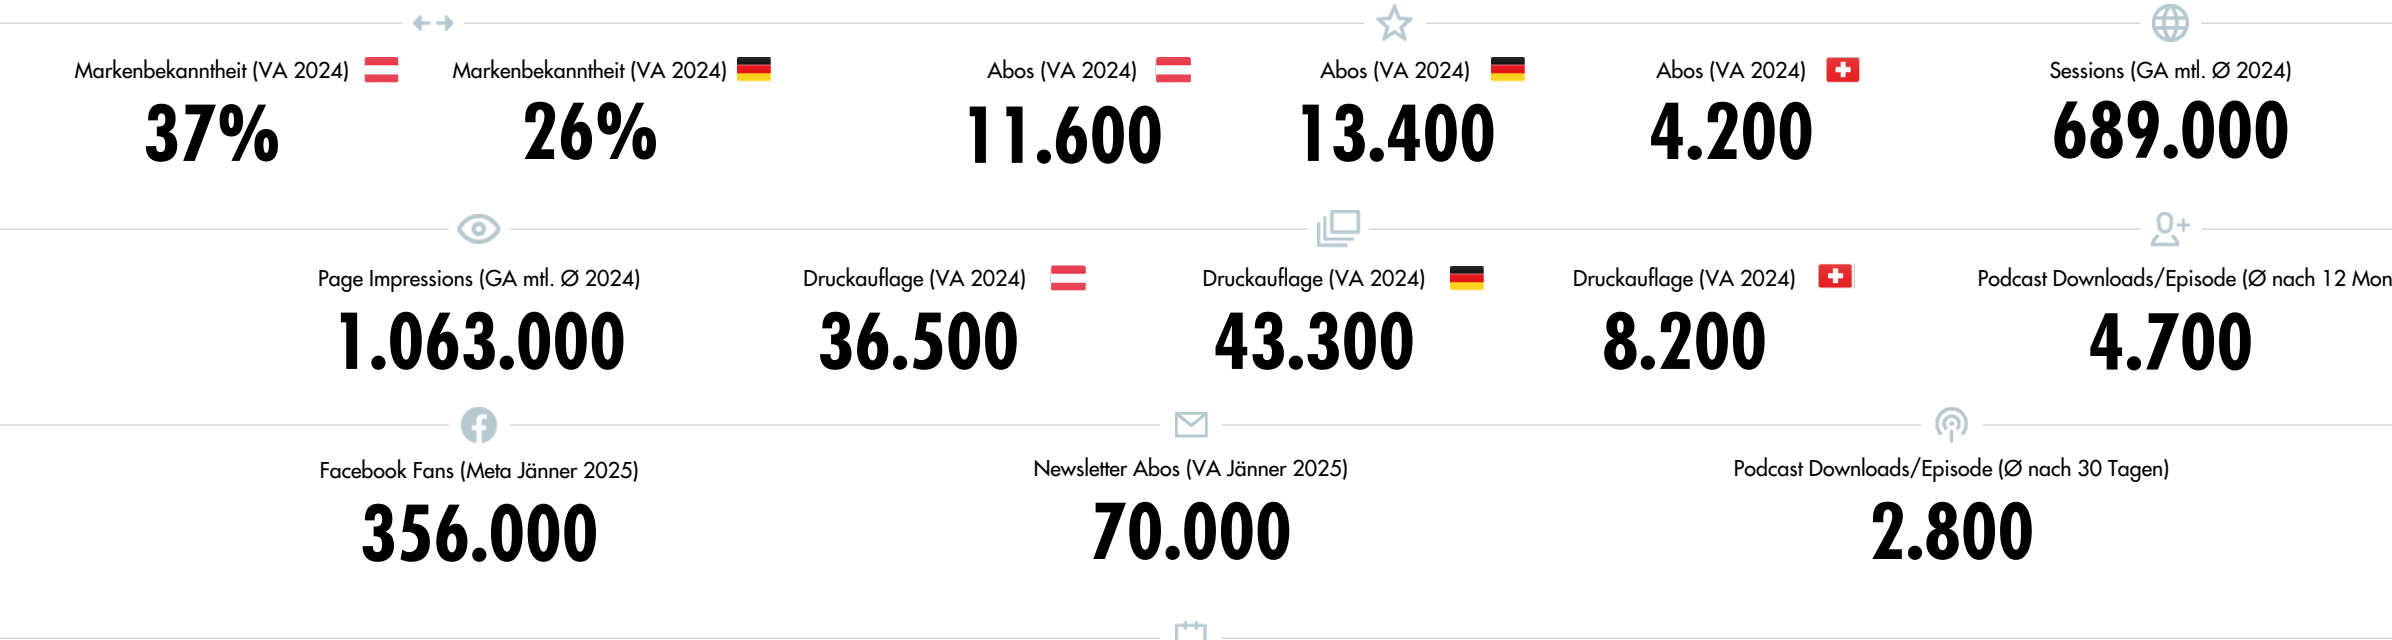 Markenbekanntheit (VA 2024)
37%
Markenbekanntheit (VA 2024)
26%
Abos (VA 2024)
11.600
Abos (VA 2024)
13.400
Abos (VA 2024)
4.200
Sessions (GA mtl. Ø 2024)
689.000
Page Impressions (GA mtl. Ø 2024)
1.063.000
Druckauflage (VA 2024)
36.500
Druckauflage (VA 2024)
43.300
Druckauflage (VA 2024)
8.200
Podcast Downloads/Episode (Ø nach 12 Mon
4.700
Facebook Fans (Meta Jänner 2025)
356.000
Newsletter Abos (VA Jänner 2025)
70.000
Podcast Downloads/Episode (Ø nach 30 Tagen)
2.800